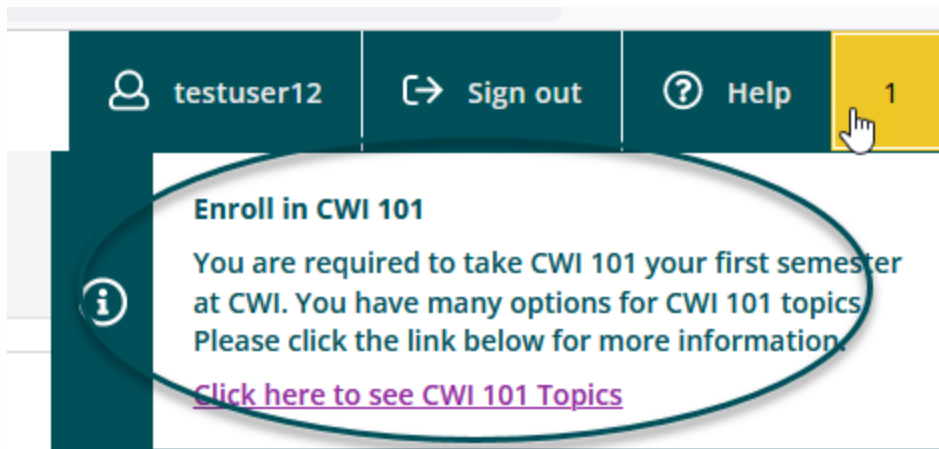 testuser12 Sign out Help 1
Enroll in CWI 101
You are required to take CWI 101 your first semester
at CWI. You have many options for CWI 101 topics.
Please click the link below for more information.
Click here to see CWI 101 Topics